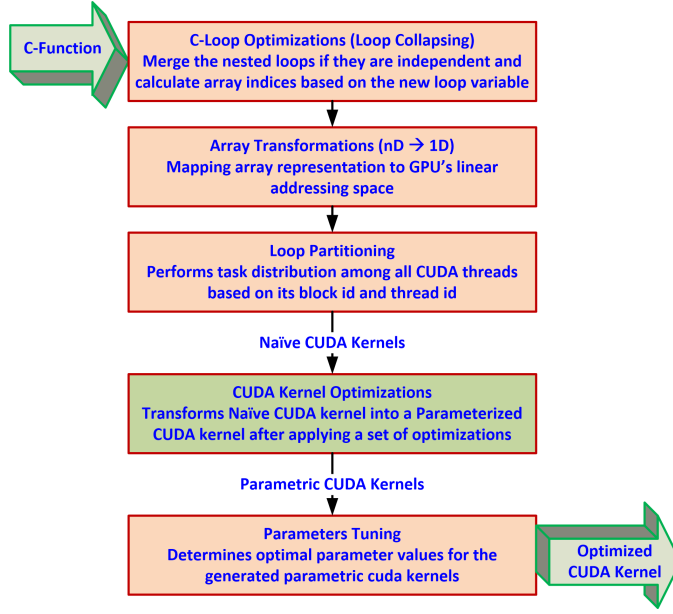 C-Function
C-Loop Optimizations (Loop Collapsing)
Merge the nested loops if they are independent and
calculate array indices based on the new loop variable
Array Transformations (nD → 1D)
Mapping array representation to GPU's linear
addressing space
Loop Partitioning
Performs task distribution among all CUDA threads
based on its block id and thread id
Naïve CUDA Kernels
CUDA Kernel Optimizations
Transforms Naïve CUDA kernel into a Parameterized
CUDA kernel after applying a set of optimizations
Parametric CUDA Kernels
Parameters Tuning
Determines optimal parameter values for the
generated parametric cuda kernels
Optimized
CUDA Kernel